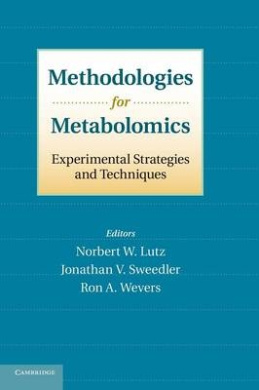 Methodologies
for
Metabolomics
Experimental Strategies
and Techniques
Editors
Norbert W. Lutz
Jonathan V. Sweedler
Ron A. Wevers
CAMBRIDGE